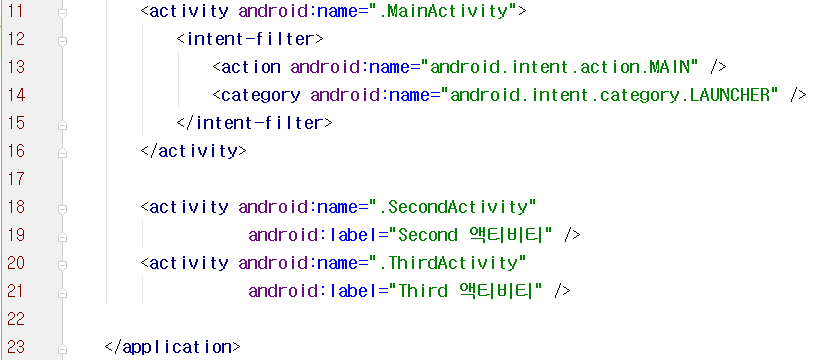 11 <activity android:name=".MainActivity">
12 <intent-filter>
13 <action android:name="android.intent.action.MAIN" />
14 <category android:name="android.intent.category.LAUNCHER" />
15 </intent-filter>
16 </activity>
17
18 <activity android:name=".SecondActivity"
19 android:label="Second 액티비티" />
20 <activity android:name=".ThirdActivity"
21 android:label="Third 액티비티" />
22
23 </application>